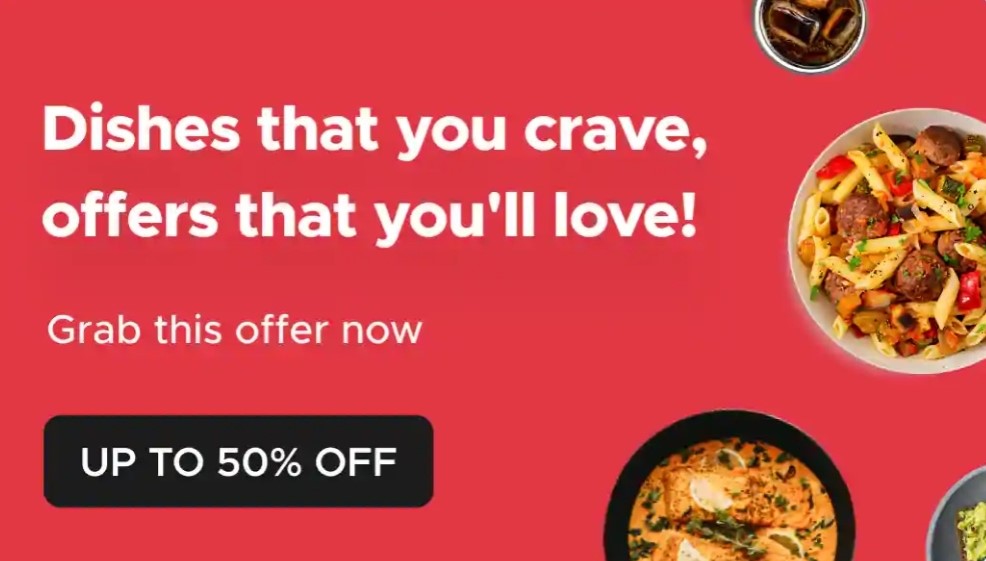 Dishes that you crave,
offers that you'll love!
Grab this offer now
UP TO 50% OFF